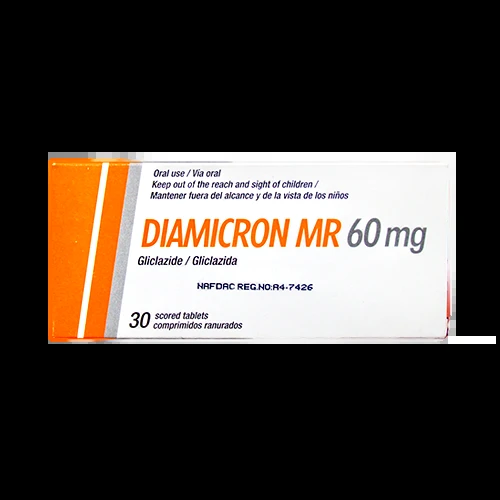 Oral use / Via oral
Keep out of the reach and sight of children /
Mantener fuera del alcance y de la vista de los niños
DIAMICRON MR 60 mg
Gliclazide / Gliclazida
NAFDAC REG.NO:A4-7426
30 scored tablets
comprimidos ranurados